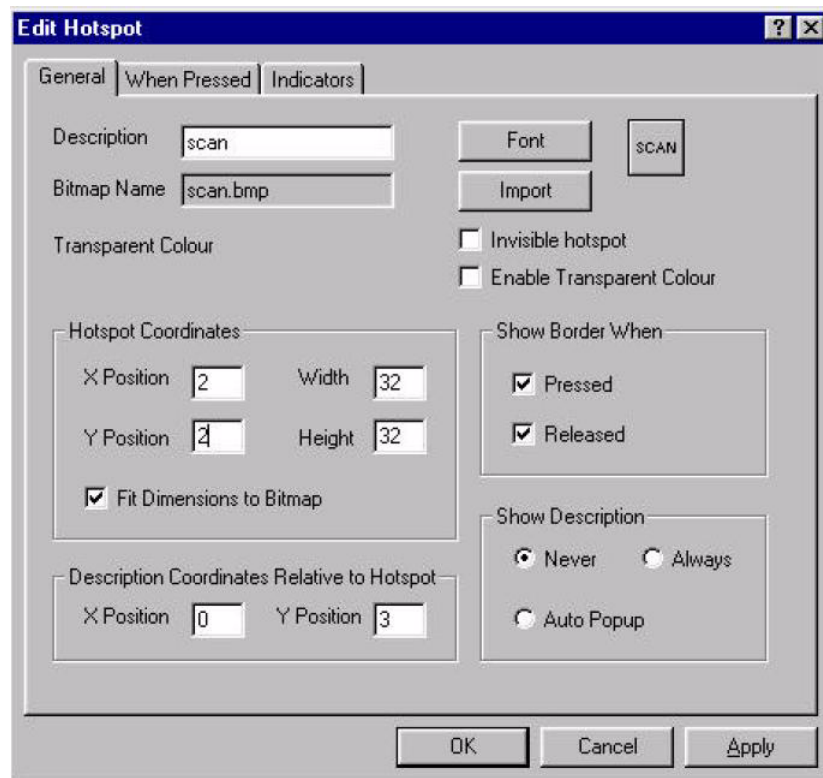 Edit Hotspot
General When Pressed Indicators
Description scan Font SCAN
Bitmap Name scan.bmp Import
Transparent Colour
Invisible hotspot
Enable Transparent Colour
Hotspot Coordinates
X Position 2 Width 32
Y Position 2 Height 32
Fit Dimensions to Bitmap
Show Border When
Pressed
Released
Description Coordinates Relative to Hotspot
X Position 0 Y Position 3
Show Description
Never Always
Auto Popup
OK Cancel Apply